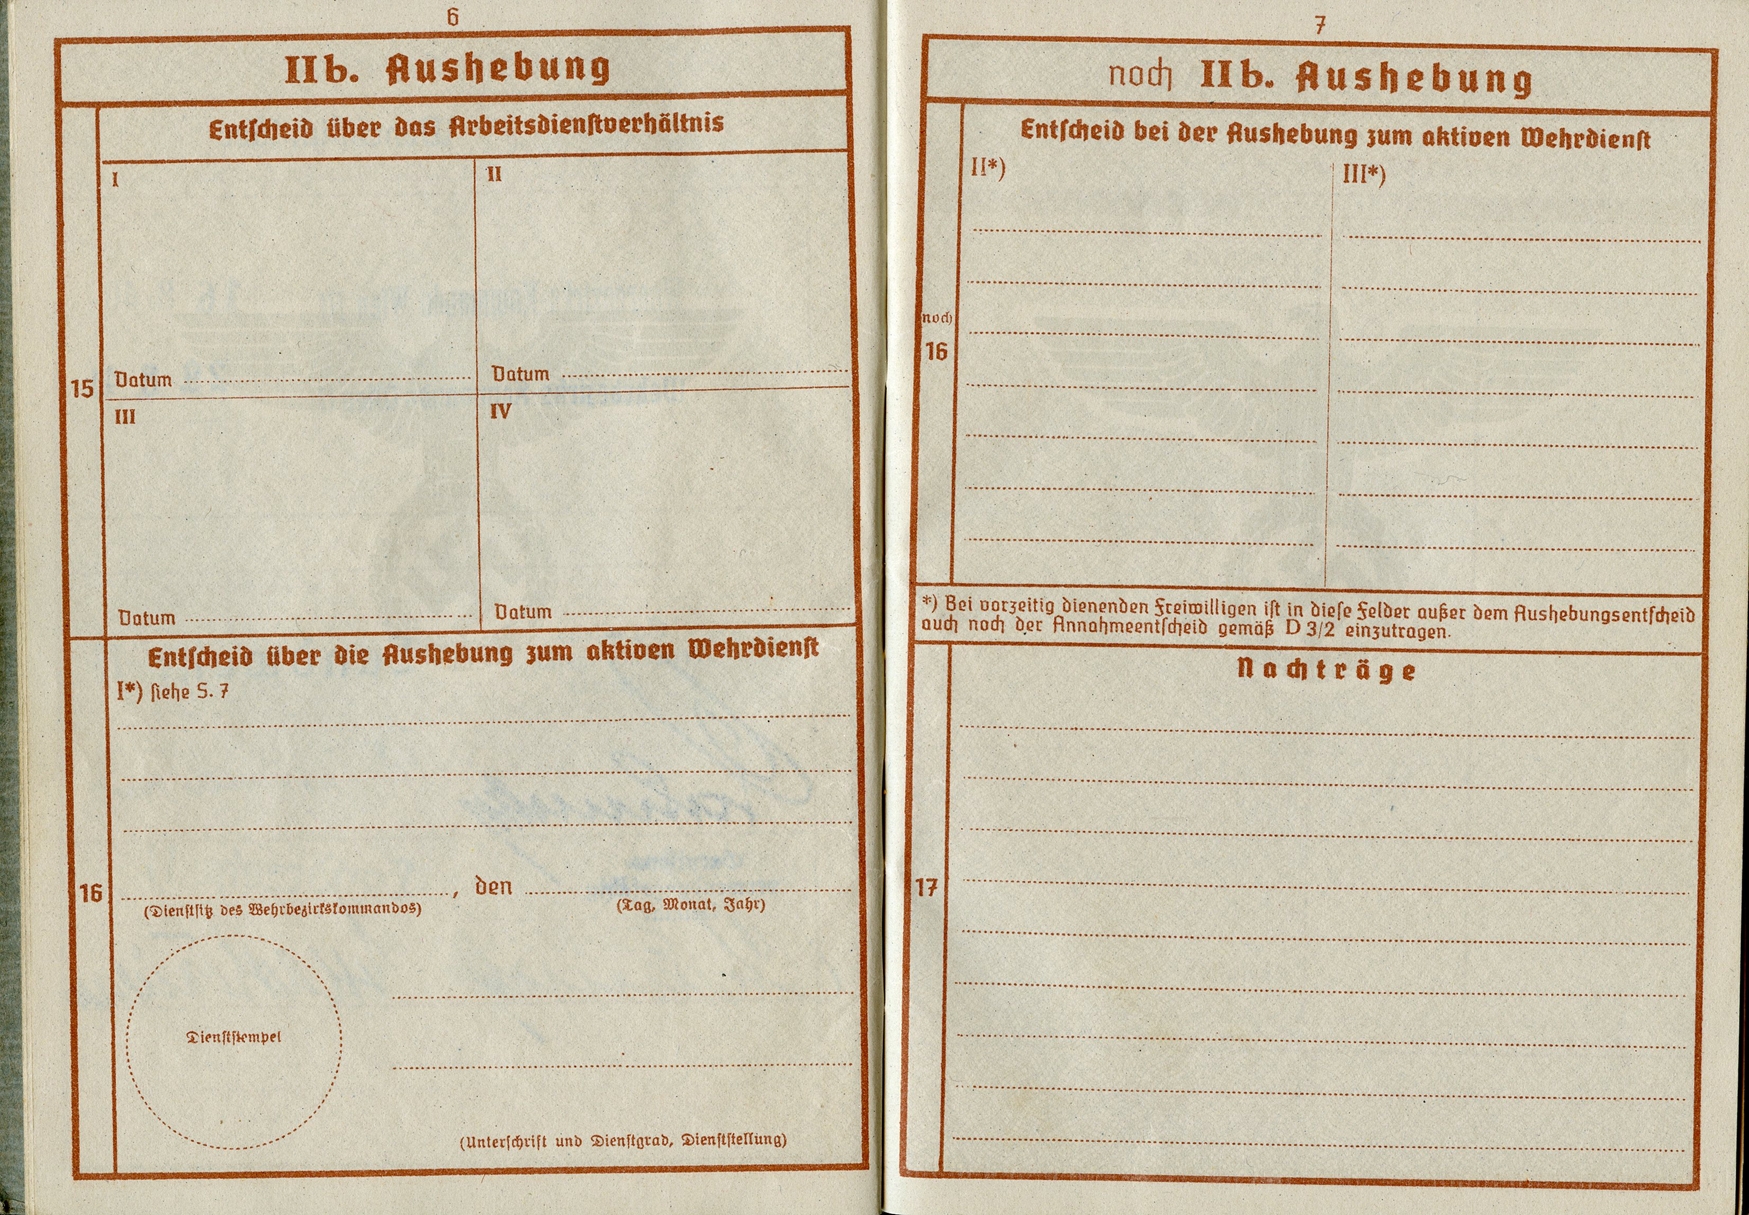 6
IIb. Aushebung
Entscheid über das Arbeitsdienstverhältnis
I
II
Datum
Datum
15
III
IV
Datum
Datum
Entscheid über die Aushebung zum aktiven Wehrdienst
I*) siehe S. 7
16
, den
(Dienstsitz des Wehrbezirkskommandos)
(Tag, Monat, Jahr)
Dienststempel
(Unterschrift und Dienstgrad, Dienststellung)
7
noch IIb. Aushebung
Entscheid bei der Aushebung zum aktiven Wehrdienst
II*)
III*)
noch
16
*) Bei vorzeitig dienenden Freiwilligen ist in diese Felder außer dem Aushebungsentscheid
auch noch der Annahmeentscheid gemäß D 3/2 einzutragen.
Nachträge
17